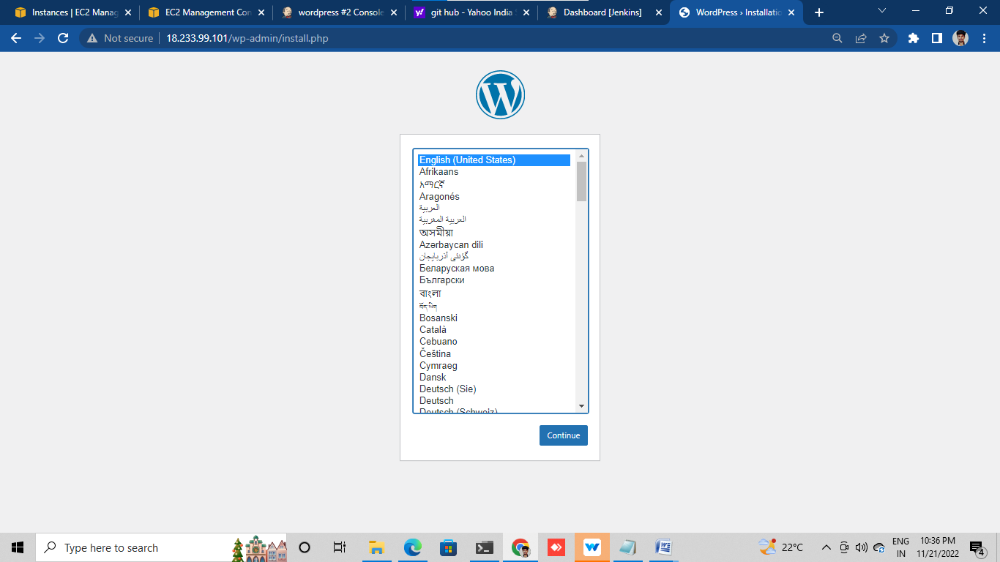 Instances | EC2 Manag
EC2 Management Con
wordpress #2 Console
git hub - Yahoo India S
Dashboard [Jenkins]
WordPress › Installatio
Not secure
18.233.99.101/wp-admin/install.php
English (United States)
Afrikaans
አማርኛ
Aragonés
العربية
العربية المغربية
অসমীয়া
Azərbaycan dili
گؤنئی آذربایجان
Беларуская мова
Български
বাংলা
བོད་ཡིག
Bosanski
Català
Cebuano
Čeština
Cymraeg
Dansk
Deutsch (Sie)
Deutsch
Deutsch (Schweiz)
Continue
Type here to search
22°C
ENG
IN
10:36 PM
11/21/2022
4